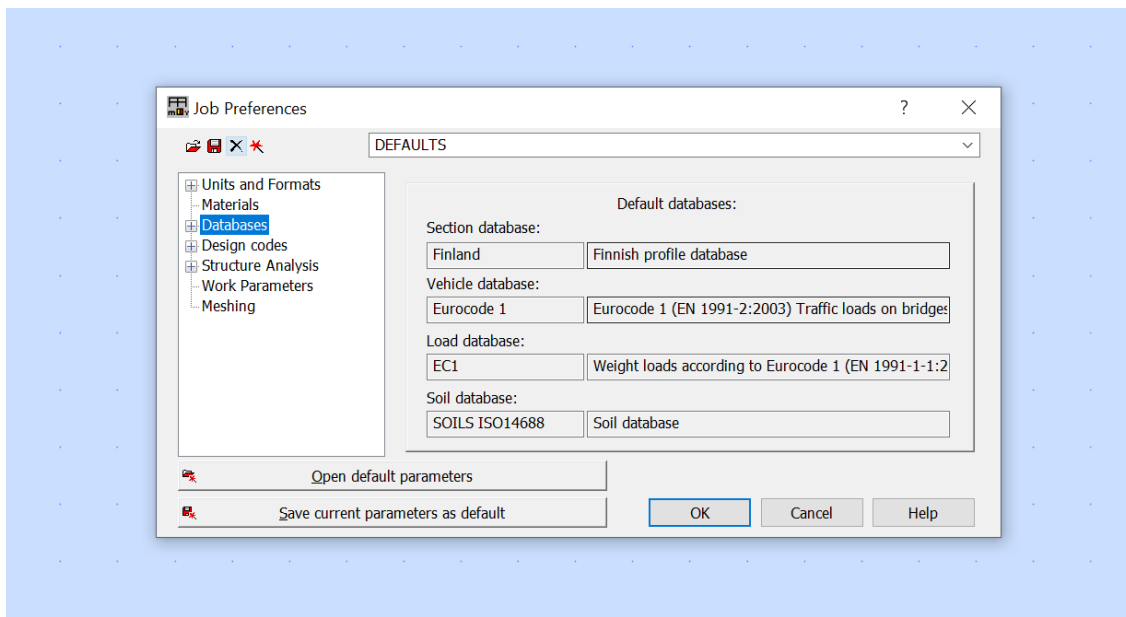 Job Preferences
DEFAULTS
Units and Formats
Materials
Databases
Design codes
Structure Analysis
Work Parameters
Meshing
Default databases:
Section database:
Finland Finnish profile database
Vehicle database:
Eurocode 1 Eurocode 1 (EN 1991-2:2003) Traffic loads on bridges
Load database:
EC1 Weight loads according to Eurocode 1 (EN 1991-1-1:2
Soil database:
SOILS ISO14688 Soil database
Open default parameters
Save current parameters as default
OK Cancel Help